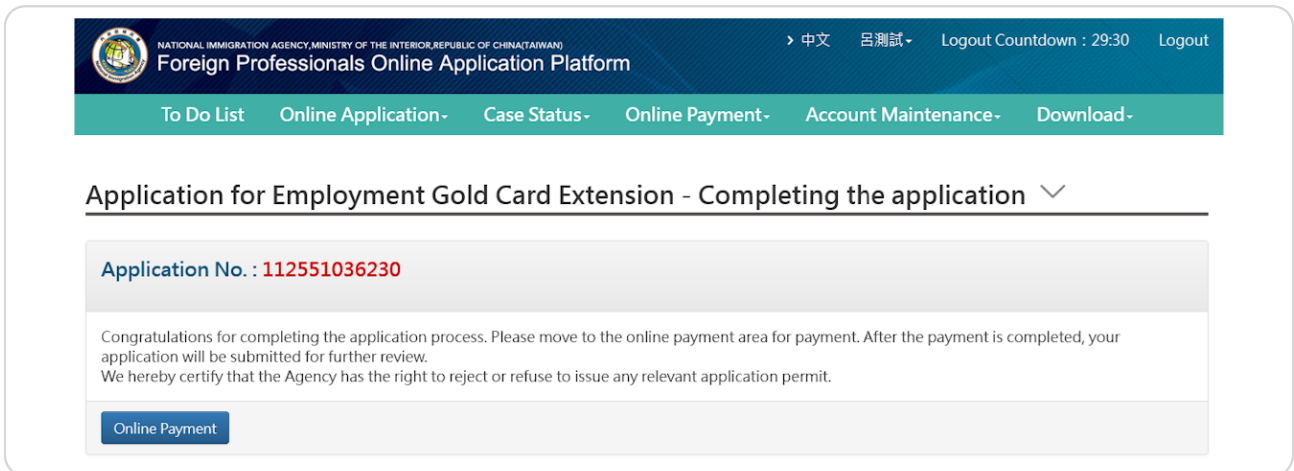 NATIONAL IMMIGRATION AGENCY,MINISTRY OF THE INTERIOR,REPUBLIC OF CHINA(TAIWAN)
Foreign Professionals Online Application Platform
中文 呂測試 Logout Countdown : 29:30 Logout
To Do List Online Application Case Status Online Payment Account Maintenance Download
Application for Employment Gold Card Extension - Completing the application
Application No. : 112551036230
Congratulations for completing the application process. Please move to the online payment area for payment. After the payment is completed, your
application will be submitted for further review.
We hereby certify that the Agency has the right to reject or refuse to issue any relevant application permit.
Online Payment